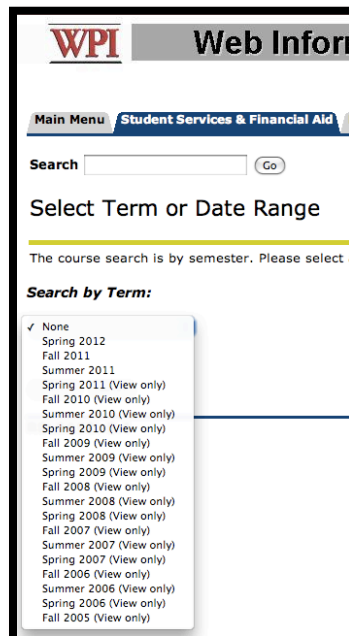 WPI Web Infor
Main Menu Student Services & Financial Aid
Search Go
Select Term or Date Range
The course search is by semester. Please select
Search by Term:
✓ None
Spring 2012
Fall 2011
Summer 2011
Spring 2011 (View only)
Fall 2010 (View only)
Summer 2010 (View only)
Spring 2010 (View only)
Fall 2009 (View only)
Summer 2009 (View only)
Spring 2009 (View only)
Fall 2008 (View only)
Summer 2008 (View only)
Spring 2008 (View only)
Fall 2007 (View only)
Summer 2007 (View only)
Spring 2007 (View only)
Fall 2006 (View only)
Summer 2006 (View only)
Spring 2006 (View only)
Fall 2005 (View only)